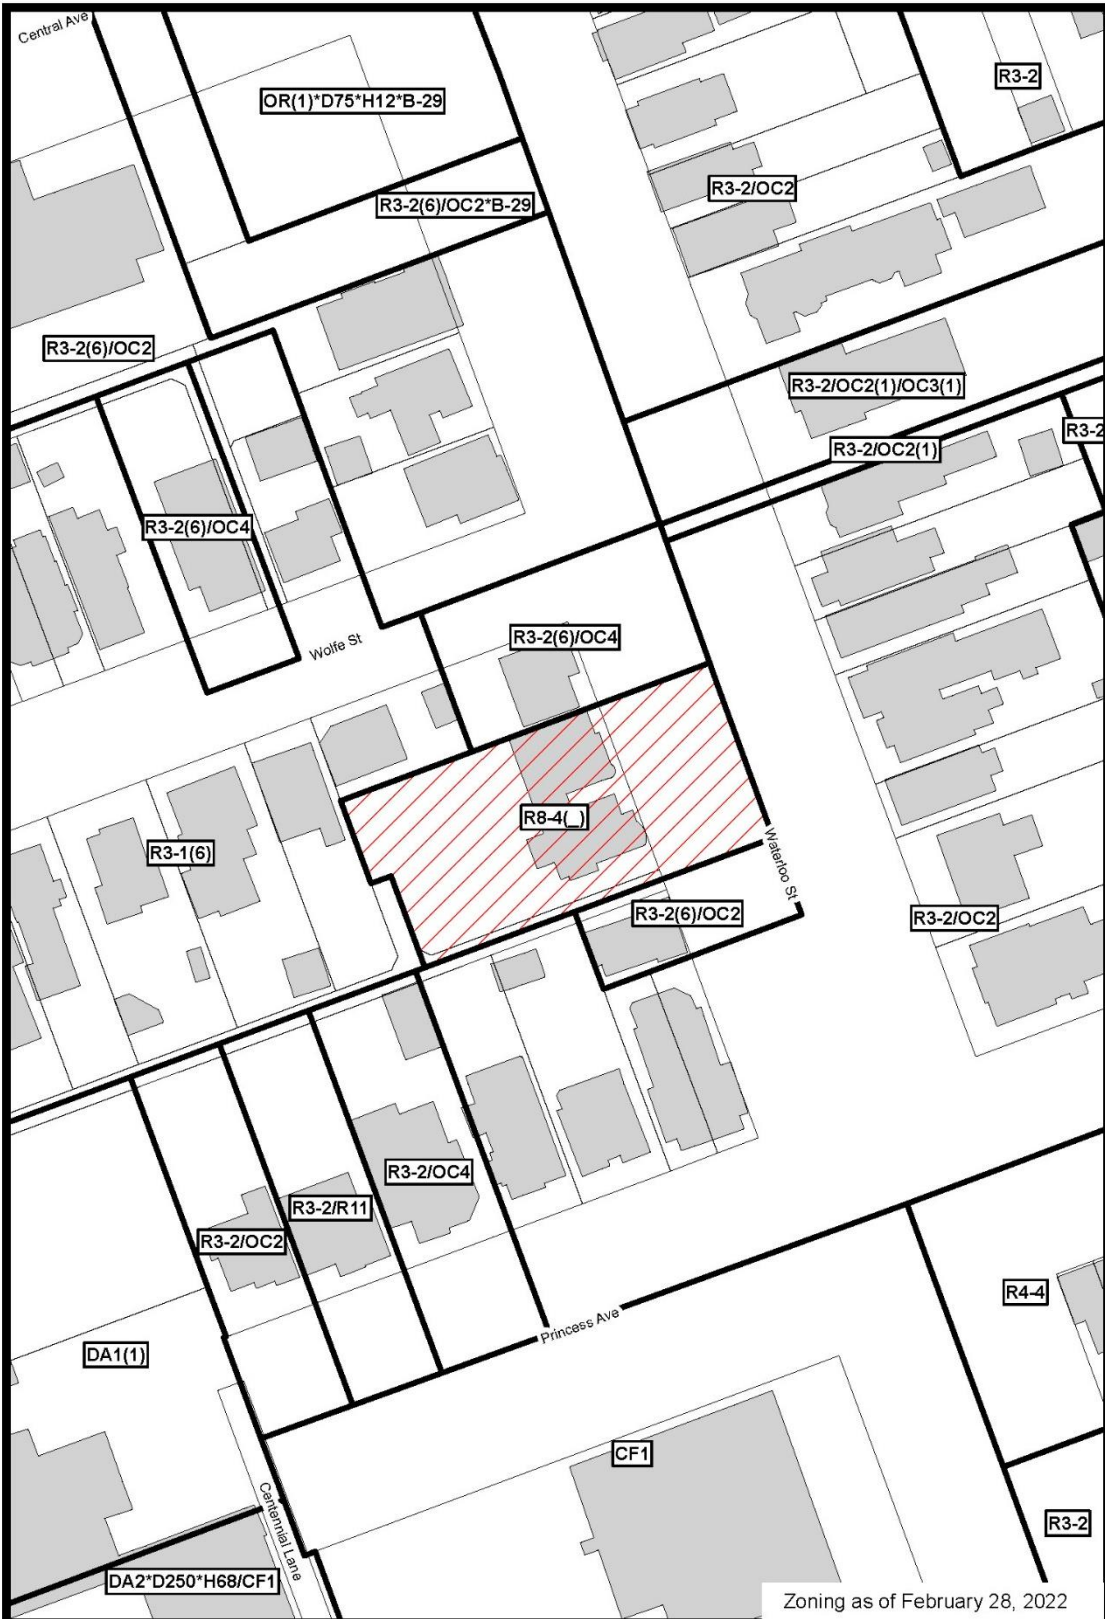 Central Ave
OR(1)*D75*H12*B-29
R3-2
R3-2/OC2
R3-2(6)/OC2*B-29
R3-2(6)/OC2
R3-2/OC2(1)/OC3(1)
R3-2
R3-2/OC2(1)
R3-2(6)/OC4
Wolfe St
R3-2(6)/OC4
R8-4(_)
R3-1(6)
Waterloo St
R3-2(6)/OC2
R3-2/OC2
R3-2/OC4
R3-2/R11
R3-2/OC2
R4-4
Princess Ave
DA1(1)
CF1
Centennial Lane
R3-2
DA2*D250*H68/CF1
Zoning as of February 28, 2022